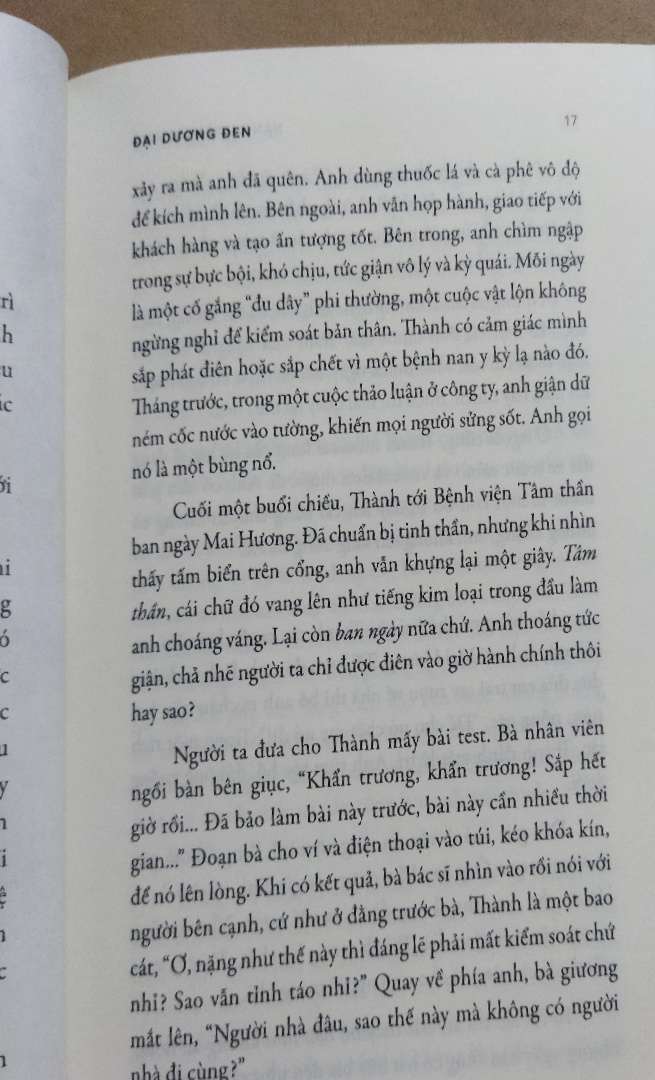 ĐẠI DƯƠNG ĐEN
17
xảy ra mà anh đã quên. Anh dùng thuốc lá và cà phê vô độ
để kích mình lên. Bên ngoài, anh vẫn họp hành, giao tiếp với
khách hàng và tạo ấn tượng tốt. Bên trong, anh chìm ngập
trong sự bực bội, khó chịu, tức giận vô lý và kỳ quái. Mỗi ngày
là một cố gắng “đu dây” phi thường, một cuộc vật lộn không
ngừng nghỉ để kiểm soát bản thân. Thành có cảm giác mình
sắp phát điên hoặc sắp chết vì một bệnh nan y kỳ lạ nào đó.
Tháng trước, trong một cuộc thảo luận ở công ty, anh giận dữ
ném cốc nước vào tường, khiến mọi người sửng sốt. Anh gọi
nó là một bùng nổ.
Cuối một buổi chiều, Thành tới Bệnh viện Tâm thần
ban ngày Mai Hương. Đã chuẩn bị tinh thần, nhưng khi nhìn
thấy tấm biển trên cổng, anh vẫn khựng lại một giây. Tâm
thần, cái chữ đó vang lên như tiếng kim loại trong đầu làm
anh choáng váng. Lại còn ban ngày nữa chứ. Anh thoáng tức
giận, chả nhẽ người ta chỉ được điên vào giờ hành chính thôi
hay sao?
Người ta đưa cho Thành mấy bài test. Bà nhân viên
ngồi bàn bên giục, “Khẩn trương, khẩn trương! Sắp hết
giờ rồi... Đã bảo làm bài này trước, bài này cần nhiều thời
gian...” Đoạn bà cho ví và điện thoại vào túi, kéo khóa kín,
để nó lên lòng. Khi có kết quả, bà bác sĩ nhìn vào rồi nói với
người bên cạnh, cứ như ở đằng trước bà, Thành là một bao
cát, “Ơ, nặng như thế này thì đáng lẽ phải mất kiểm soát chứ
nhỉ? Sao vẫn tỉnh táo nhỉ?” Quay về phía anh, bà giương
mắt lên, “Người nhà đâu, sao thế này mà không có người
nhà đi cùng?”